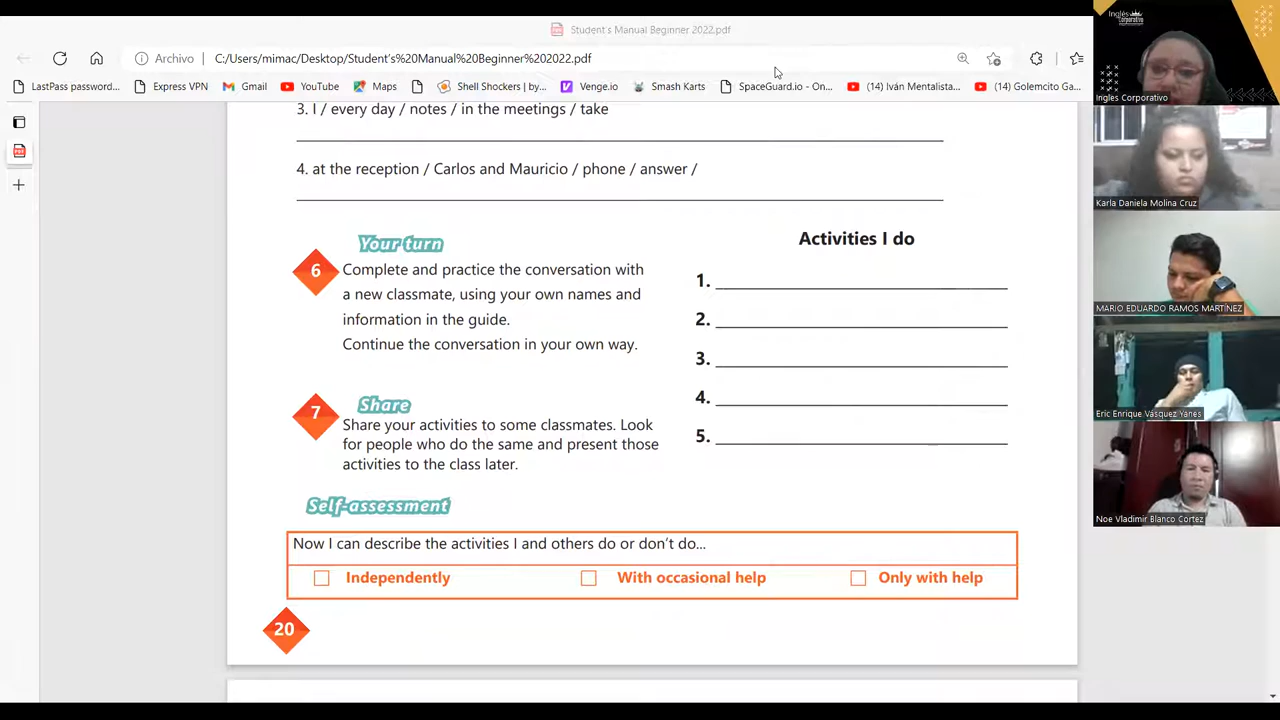 Student's Manual Beginner 2022.pdf
Archivo
C:/Users/mimac/Desktop/Student's%20Manual%20Beginner%202022.pdf
LastPass password...
Express VPN
Gmail
YouTube
Maps
Shell Shockers | by...
Venge.io
Smash Karts
SpaceGuard.io - On...
(14) Iván Mentalista...
(14) Golemcito Ga...
3. I / every day / notes / in the meetings / take
4. at the reception / Carlos and Mauricio / phone / answer /
Your turn
6
Complete and practice the conversation with
a new classmate, using your own names and
information in the guide.
Continue the conversation in your own way.
Activities I do
1.
2.
3.
4.
5.
7
Share
Share your activities to some classmates. Look
for people who do the same and present those
activities to the class later.
Self-assessment
Now I can describe the activities I and others do or don't do...
Independently
With occasional help
Only with help
20
Inglés
Corporativo
Inglés Corporativo
Karla Daniela Molina Cruz
MARIO EDUARDO RAMOS MARTÍNEZ
Eric Enrique Vásquez Yanes
Noe Vladimir Blanco Cortez